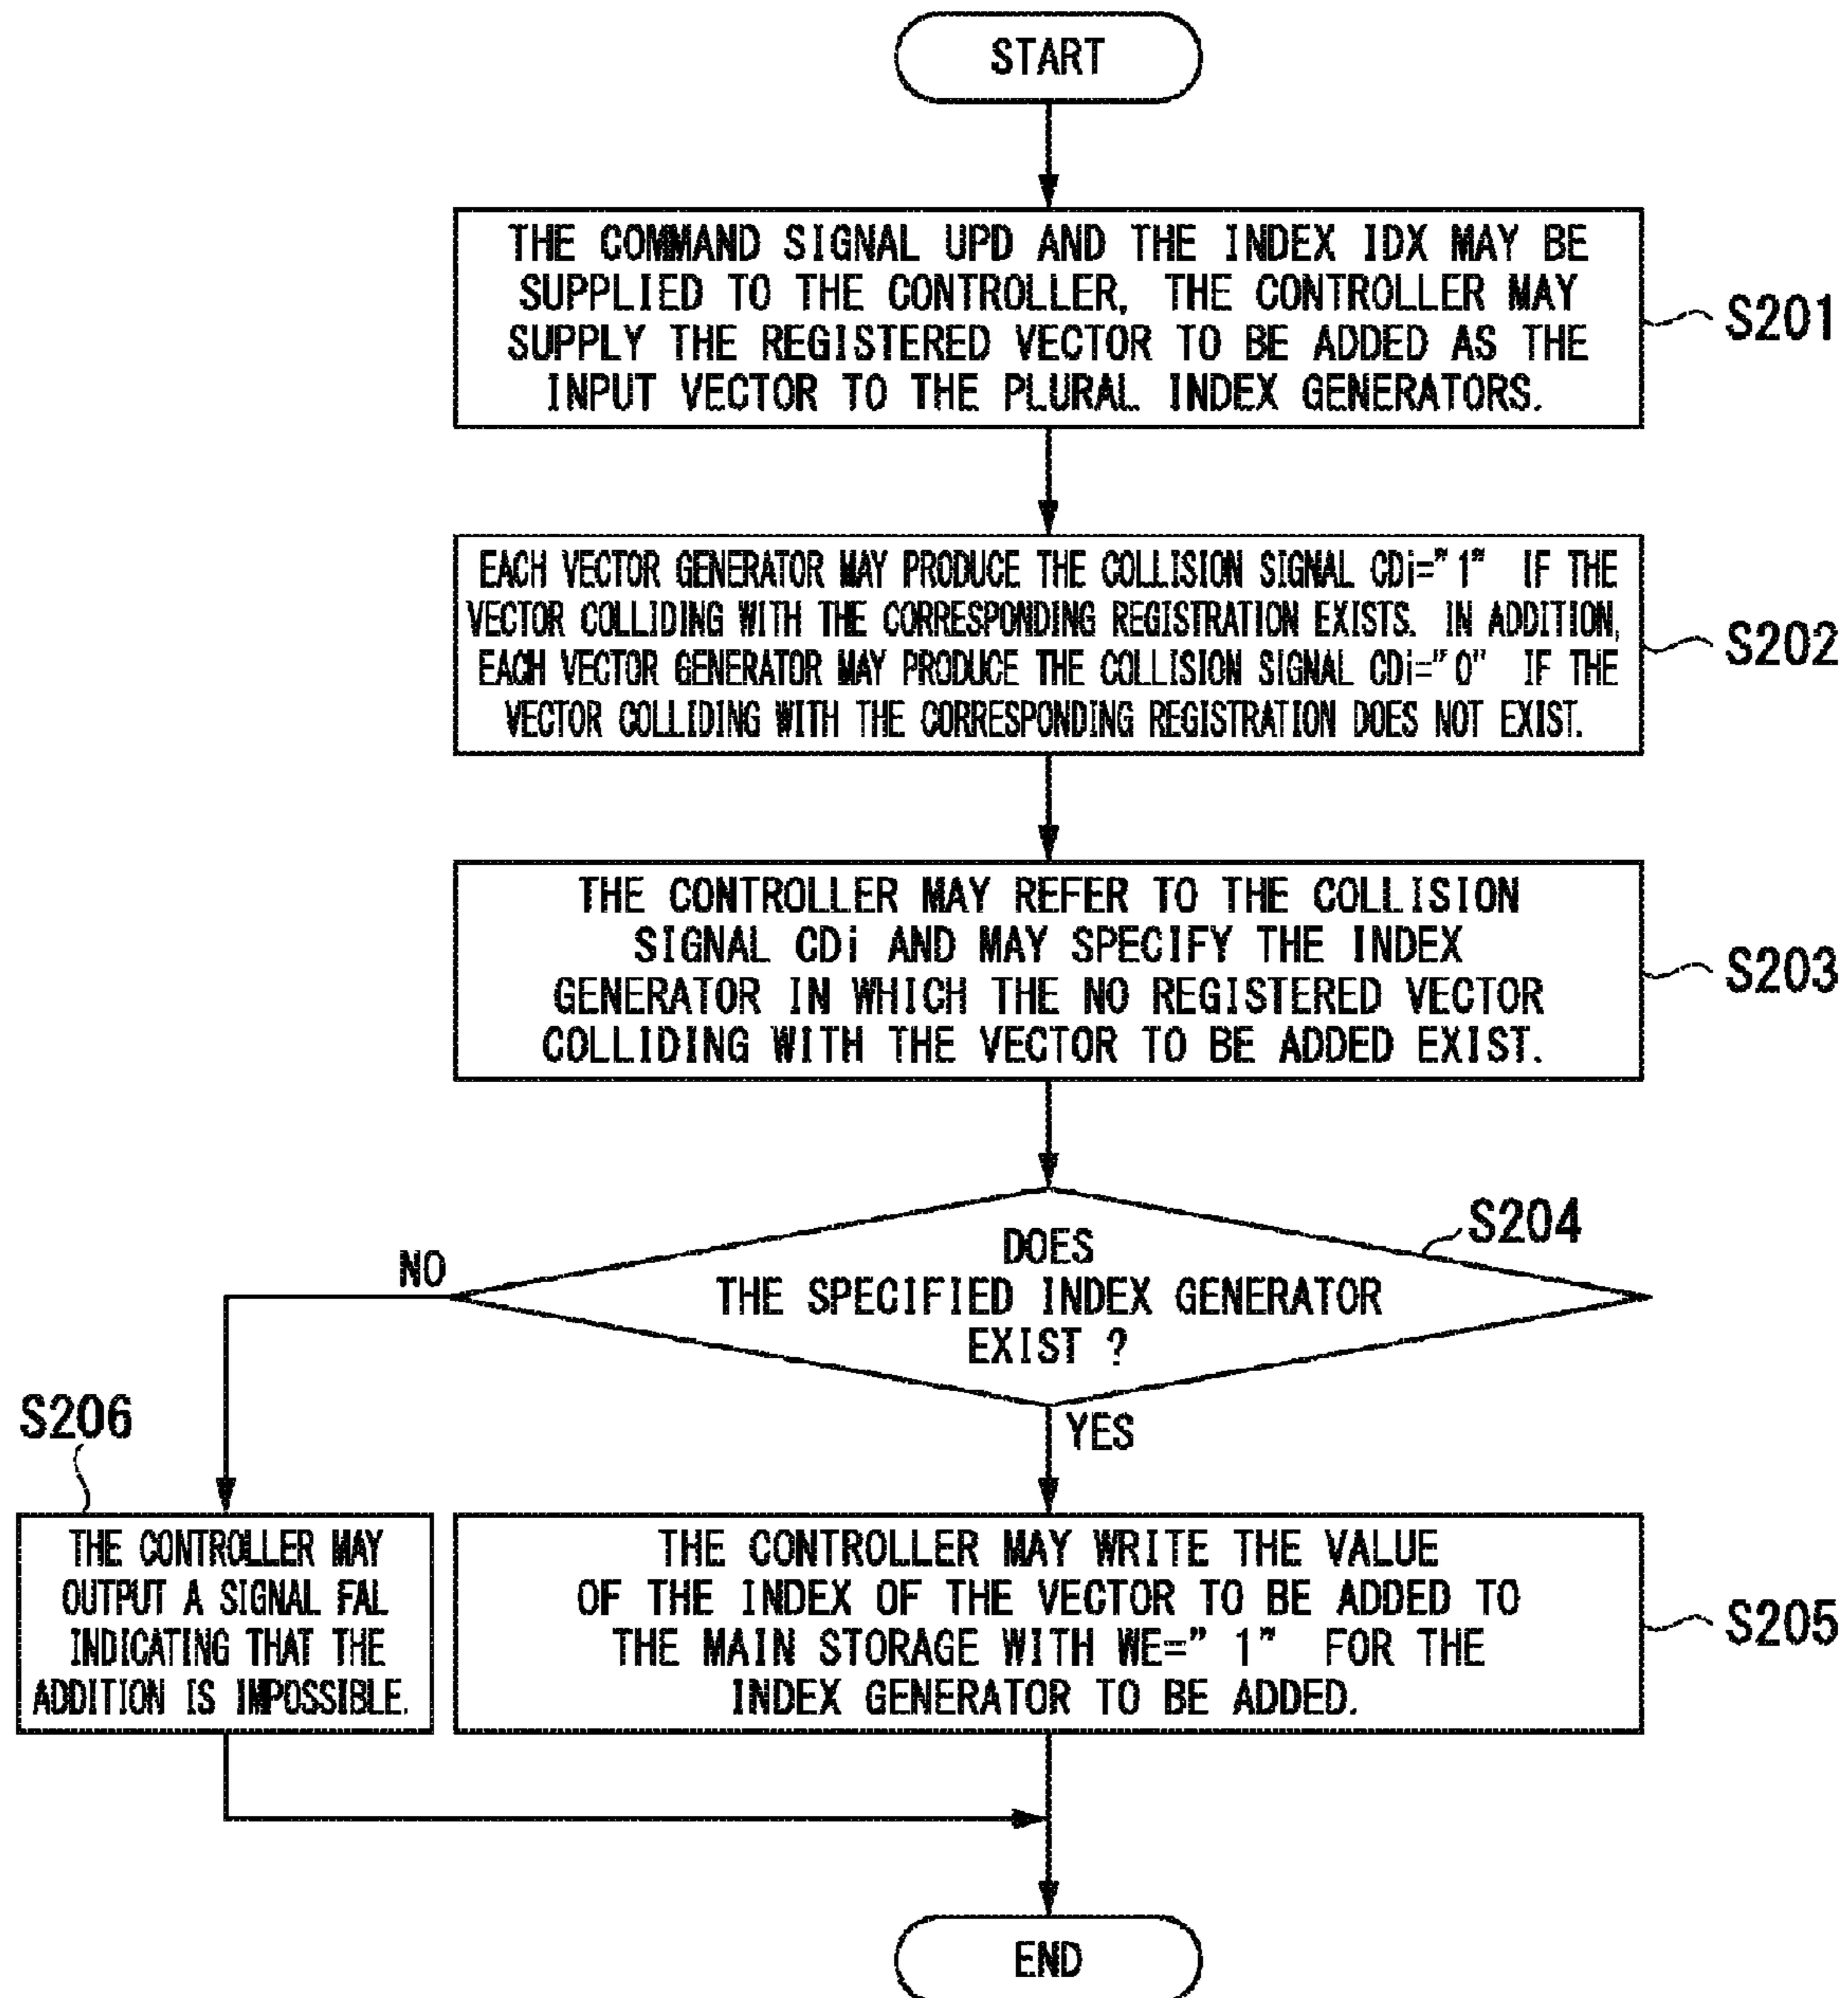 START
THE COMMAND SIGNAL UPD AND THE INDEX IDX MAY BE
SUPPLIED TO THE CONTROLLER, THE CONTROLLER MAY
SUPPLY THE REGISTERED VECTOR TO BE ADDED AS THE
INPUT VECTOR TO THE PLURAL INDEX GENERATORS.
S201
EACH VECTOR GENERATOR MAY PRODUCE THE COLLISION SIGNAL CDi="1" IF THE
VECTOR COLLIDING WITH THE CORRESPONDING REGISTRATION EXISTS. IN ADDITION,
EACH VECTOR GENERATOR MAY PRODUCE THE COLLISION SIGNAL CDi="0" IF THE
VECTOR COLLIDING WITH THE CORRESPONDING REGISTRATION DOES NOT EXIST.
S202
THE CONTROLLER MAY REFER TO THE COLLISION
SIGNAL CDi AND MAY SPECIFY THE INDEX
GENERATOR IN WHICH THE NO REGISTERED VECTOR
COLLIDING WITH THE VECTOR TO BE ADDED EXIST.
S203
S204
DOES
THE SPECIFIED INDEX GENERATOR
EXIST ?
NO
YES
S206
THE CONTROLLER MAY
OUTPUT A SIGNAL FAL
INDICATING THAT THE
ADDITION IS IMPOSSIBLE.
THE CONTROLLER MAY WRITE THE VALUE
OF THE INDEX OF THE VECTOR TO BE ADDED TO
THE MAIN STORAGE WITH WE="1" FOR THE
INDEX GENERATOR TO BE ADDED.
S205
END